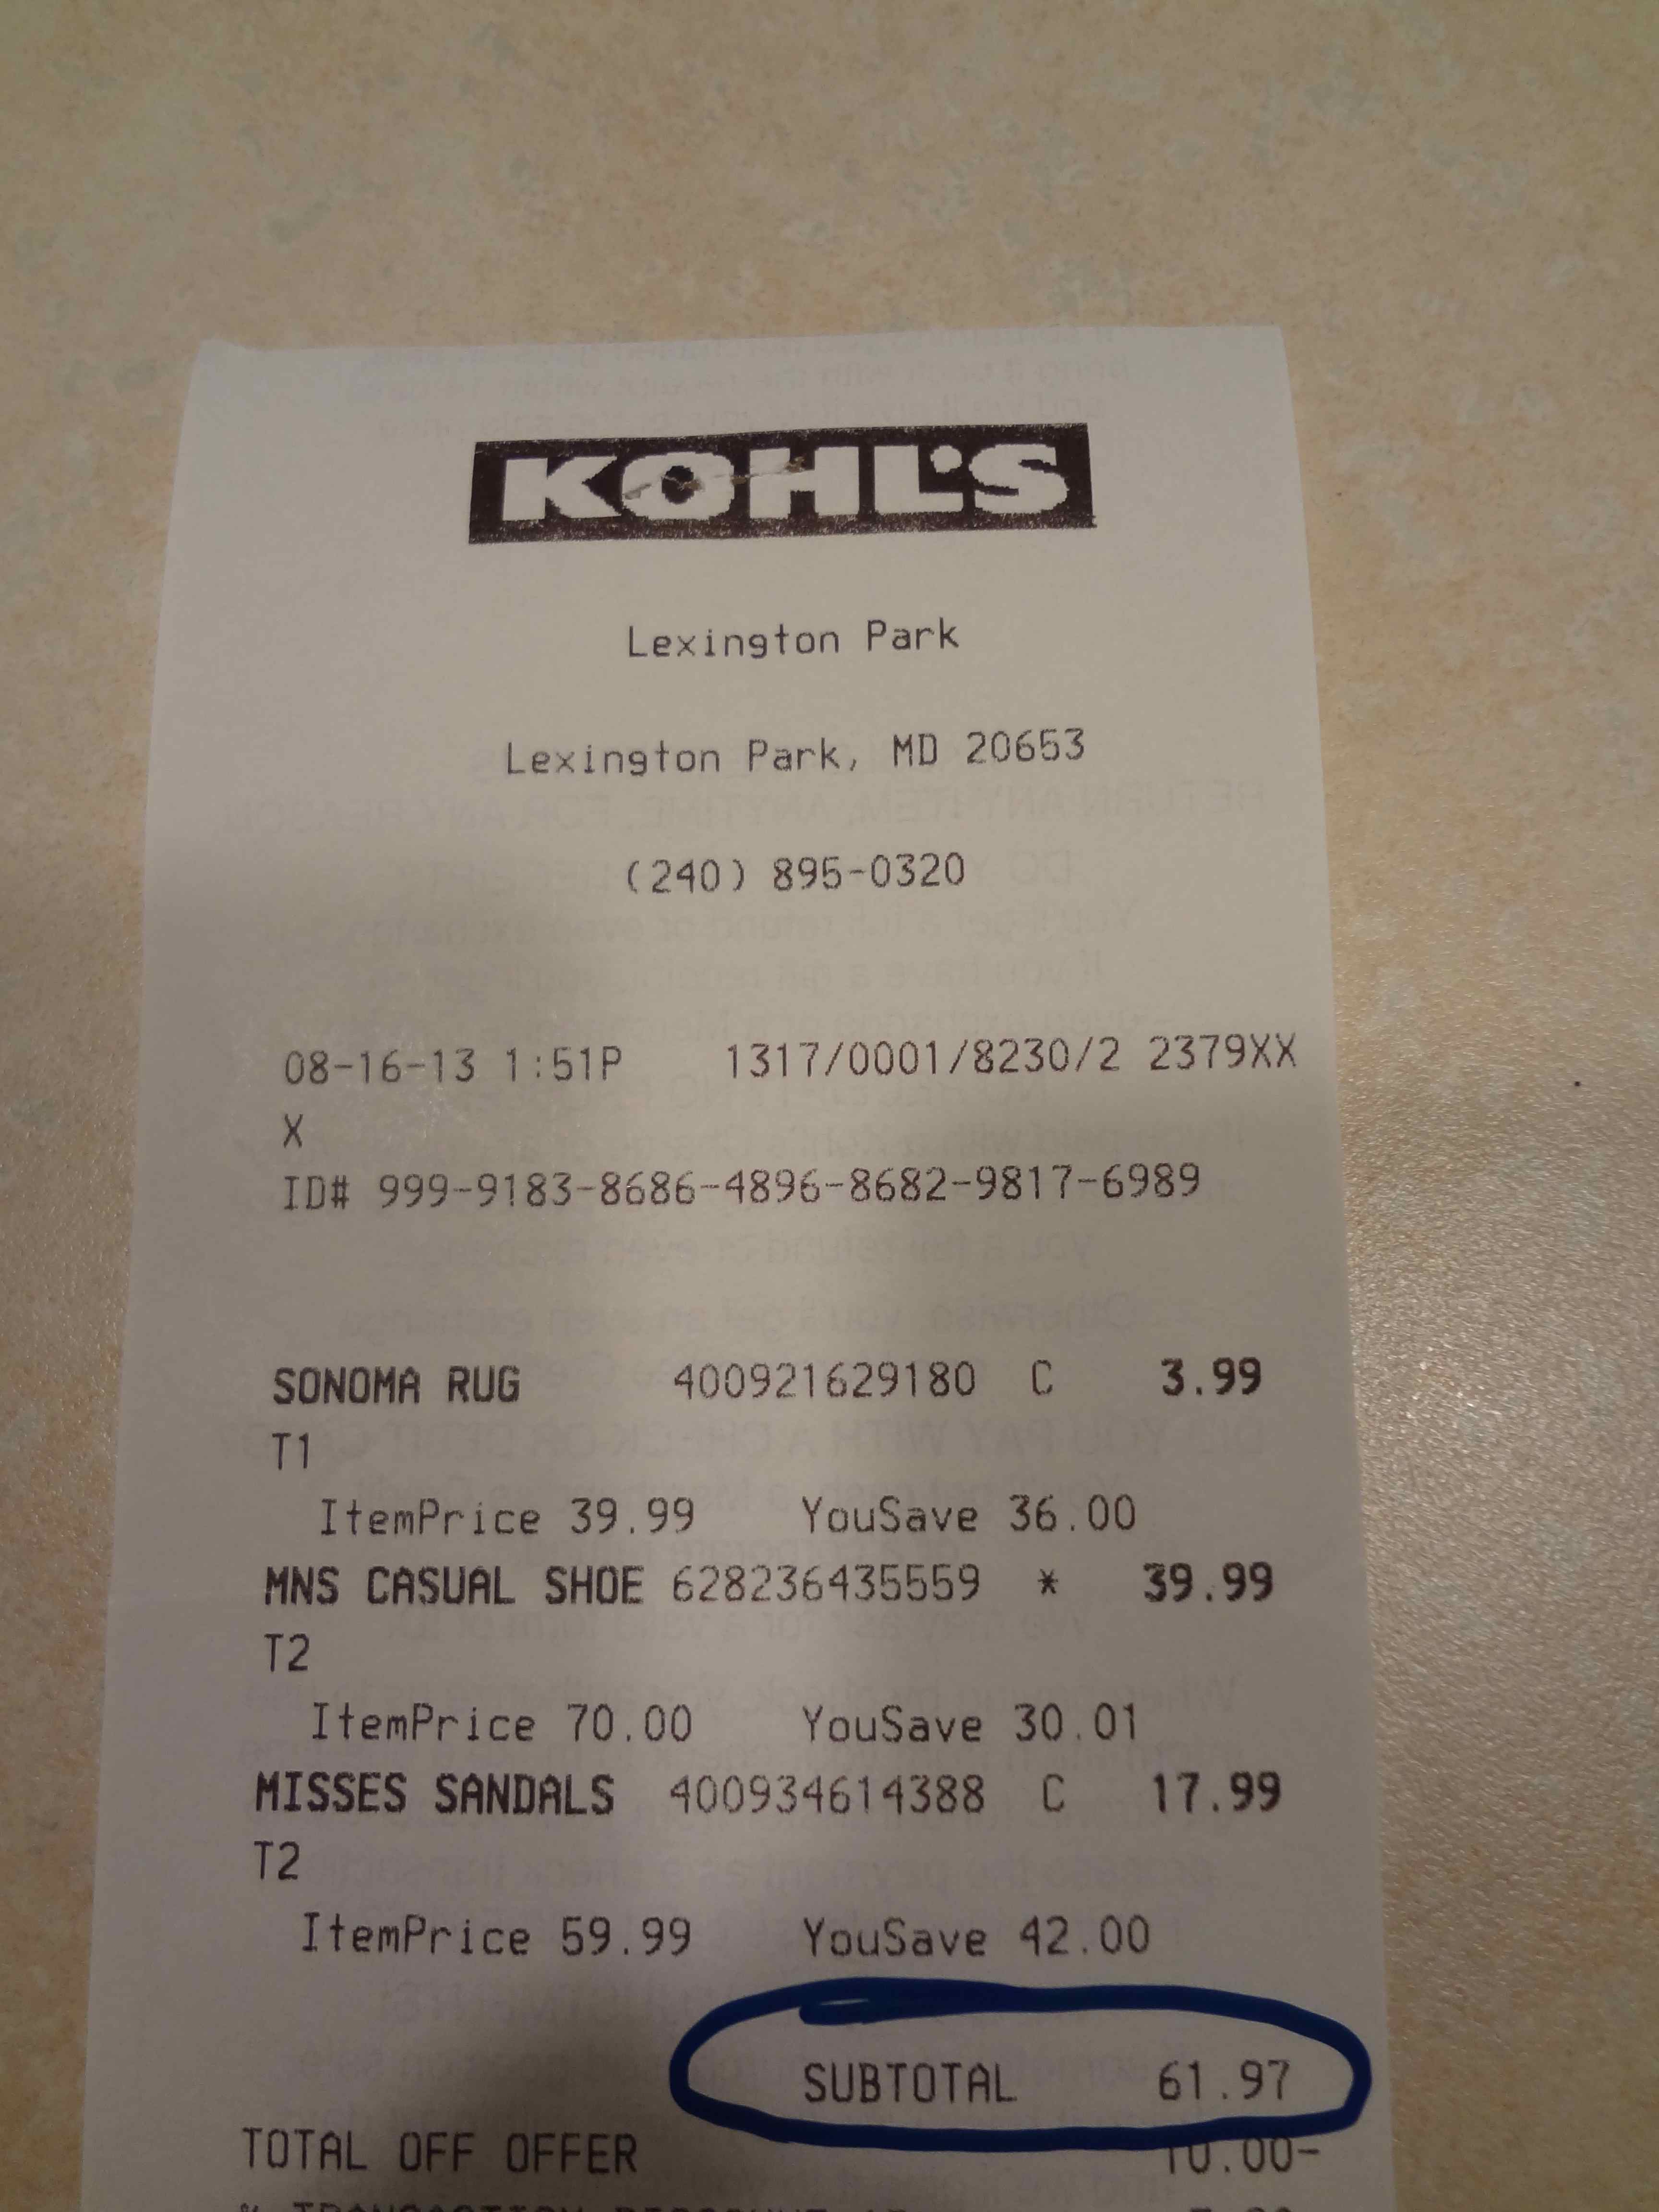 KOHL'S
Lexington Park
Lexington Park, MD 20653
(240) 895-0320
08-16-13 1:51P 1317/0001/8230/2 2379XX
X
ID# 999-9183-8686-4896-8682-9817-6989
SONOMA RUG 400921629180 C 3.99
T1
ItemPrice 39.99 YouSave 36.00
MNS CASUAL SHOE 628236435559 * 39.99
T2
ItemPrice 70.00 YouSave 30.01
MISSES SANDALS 400934614388 C 17.99
T2
ItemPrice 59.99 YouSave 42.00
SUBTOTAL 61.97
TOTAL OFF OFFER 10.00-